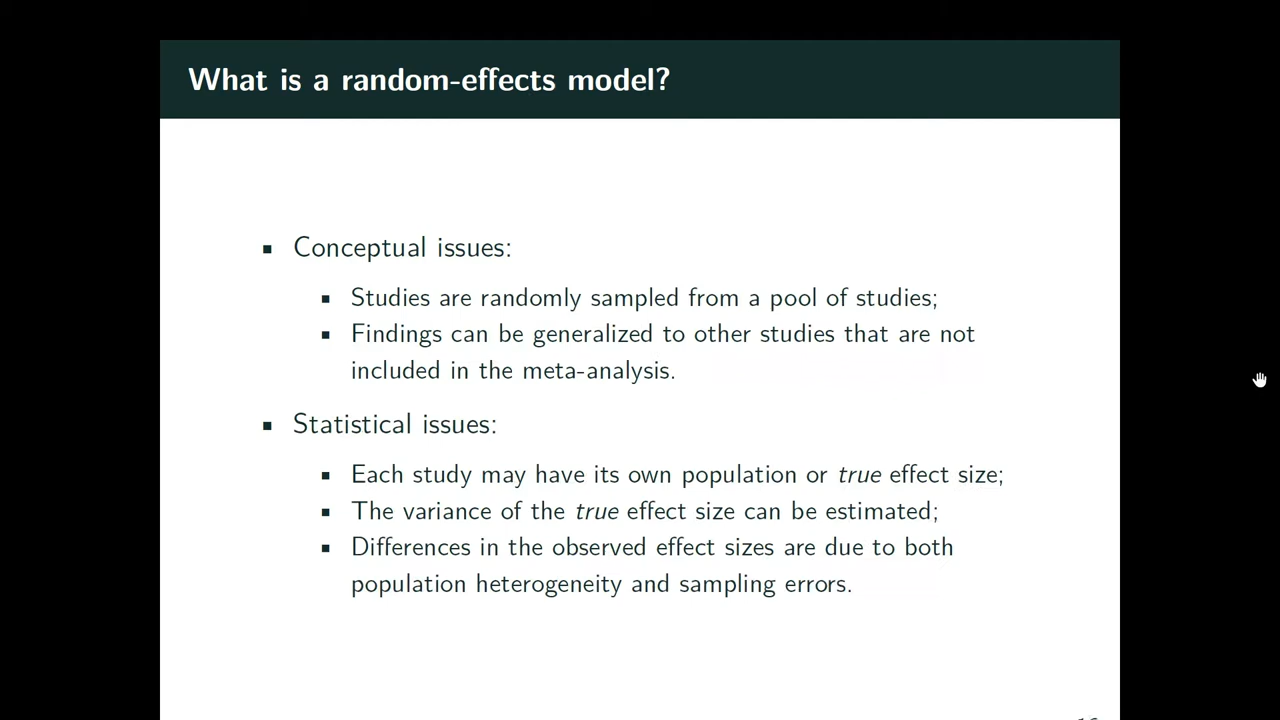 What is a random-effects model?
▪ Conceptual issues:
▪ Studies are randomly sampled from a pool of studies;
▪ Findings can be generalized to other studies that are not
included in the meta-analysis.
▪ Statistical issues:
▪ Each study may have its own population or true effect size;
▪ The variance of the true effect size can be estimated;
▪ Differences in the observed effect sizes are due to both
population heterogeneity and sampling errors.